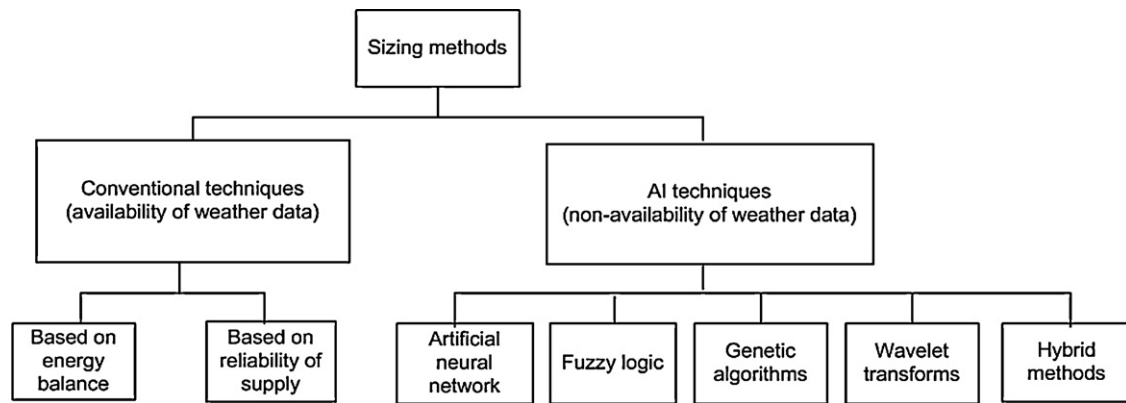 Sizing methods
Conventional techniques
(availability of weather data)
AI techniques
(non-availability of weather data)
Based on
energy
balance
Based on
reliability of
supply
Artificial
neural
network
Fuzzy logic
Genetic
algorithms
Wavelet
transforms
Hybrid
methods